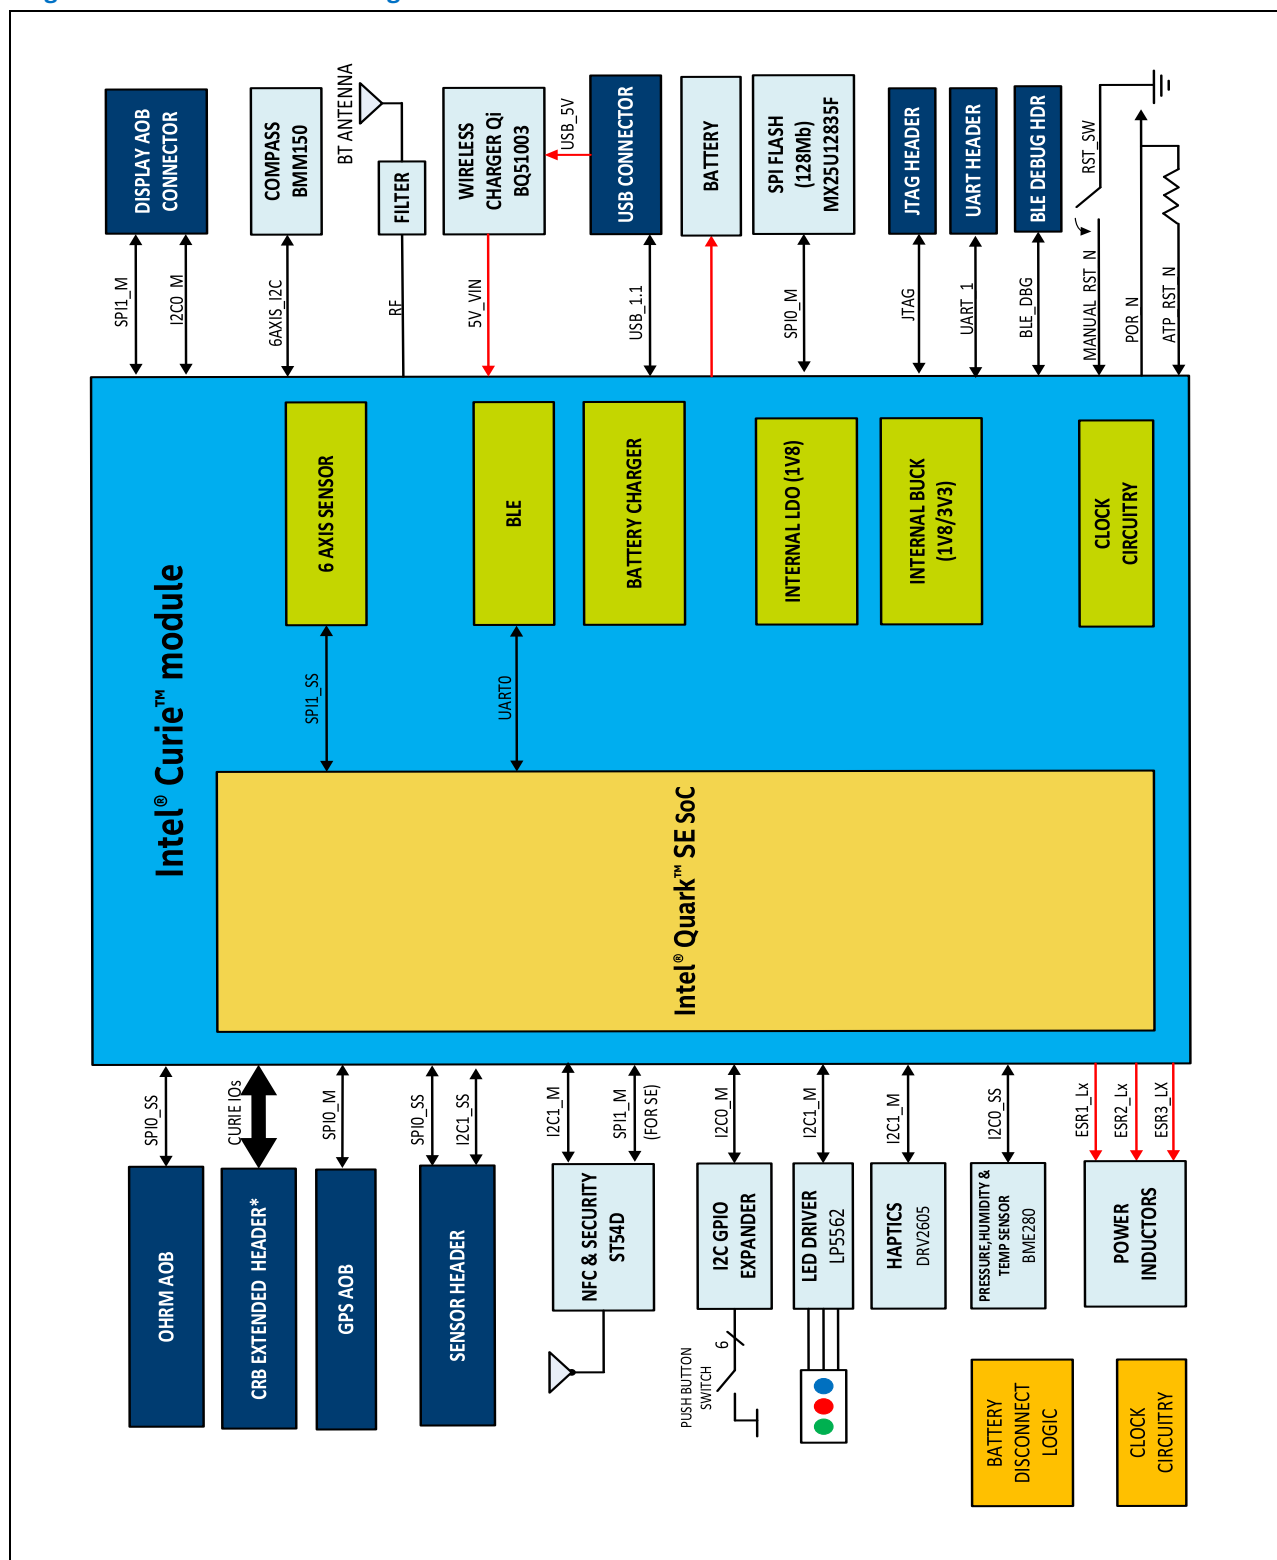 DISPLAY AOB
CONNECTOR
COMPASS
BMM150
BT ANTENNA
FILTER
WIRELESS
CHARGER Qi
BQ51003
USB_5V
USB CONNECTOR
BATTERY
SPI FLASH
(128Mb)
MX25U12835F
JTAG HEADER
UART HEADER
BLE DEBUG HDR
RST_SW
SPI1_M
I2C0_M
6AXIS_I2C
RF
5V_VIN
USB_1.1
SPI0_M
JTAG
UART_1
BLE_DBG
MANUAL_RST_N
POR_N
ATP_RST_N
Intel® Curie™ module
6 AXIS SENSOR
BLE
BATTERY CHARGER
INTERNAL LDO (1V8)
INTERNAL BUCK
(1V8/3V3)
CLOCK
CIRCUITRY
SPI1_SS
UART0
Intel® Quark™ SE SoC
SPI0_SS
CURIE IOs
SPI0_M
SPI0_SS
I2C1_SS
I2C1_M
SPI1_M
(FOR SE)
I2C0_M
I2C1_M
I2C1_M
I2C0_SS
ESR1_Lx
ESR2_Lx
ESR3_LX
OHRM AOB
CRB EXTENDED HEADER*
GPS AOB
SENSOR HEADER
NFC & SECURITY
ST54D
I2C GPIO
EXPANDER
LED DRIVER
LP5562
HAPTICS
DRV2605
PRESSURE,HUMIDITY &
TEMP SENSOR
BME280
POWER
INDUCTORS
6
PUSH BUTTON
SWITCH
BATTERY
DISCONNECT
LOGIC
CLOCK
CIRCUITRY